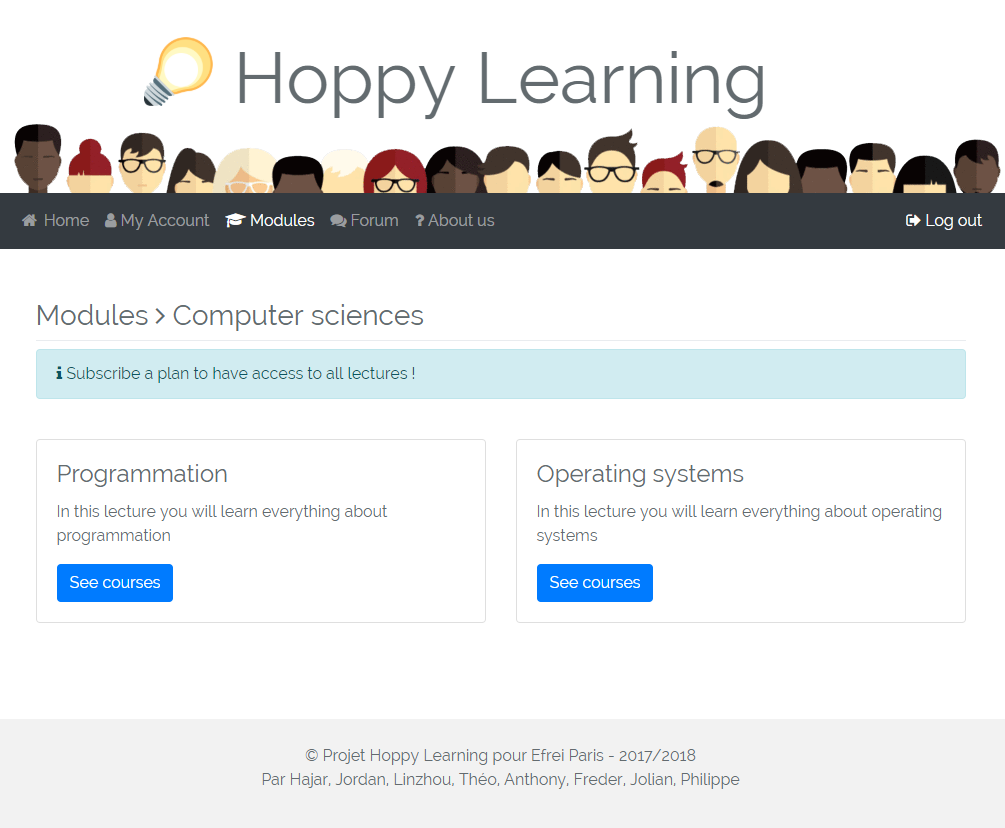 Hoppy Learning
Home My Account Modules Forum ? About us Log out
Modules > Computer sciences
Subscribe a plan to have access to all lectures !
Programmation
In this lecture you will learn everything about
programmation
See courses
Operating systems
In this lecture you will learn everything about operating
systems
See courses
© Projet Hoppy Learning pour Efrei Paris - 2017/2018
Par Hajar, Jordan, Linzhou, Théo, Anthony, Freder, Jolian, Philippe